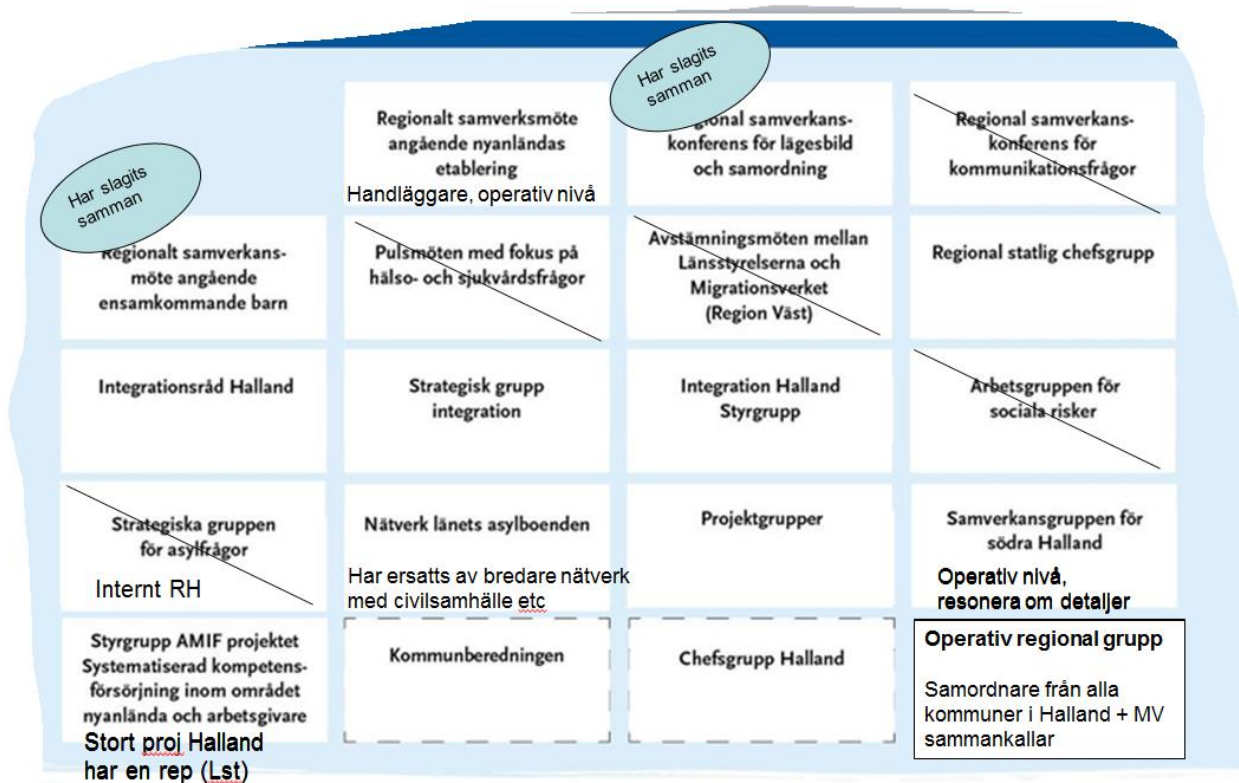 Har slagits
samman
Regionalt samverksmöte
angående nyanländas
etablering
Handläggare, operativ nivå
Regional samverkans-
konferens för lägesbild
och samordning
Regional samverkans-
konferens för
kommunikationsfrågor
Har slagits
samman
Regionalt samverkans-
möte angående
ensamkommande barn
Pulsmöten med fokus på
hälso- och sjukvårdsfrågor
Avstämningsmöten mellan
Länsstyrelserna och
Migrationsverket
(Region Väst)
Regional statlig chefsgrupp
Integrationsråd Halland
Strategisk grupp
integration
Integration Halland
Styrgrupp
Arbetsgruppen för
sociala risker
Strategiska gruppen
för asylfrågor
Internt RH
Nätverk länets asylboenden
Har ersatts av bredare nätverk
med civilsamhälle etc
Projektgrupper
Samverkansgruppen för
södra Halland
Operativ nivå,
resonera om detaljer
Styrgrupp AMIF projektet
Systematiserad kompetens-
försörjning inom området
nyanlända och arbetsgivare
Stort proj Halland
har en rep (Lst)
Kommunberedningen
Chefsgrupp Halland
Operativ regional grupp
Samordnare från alla
kommuner i Halland + MV
sammankallar